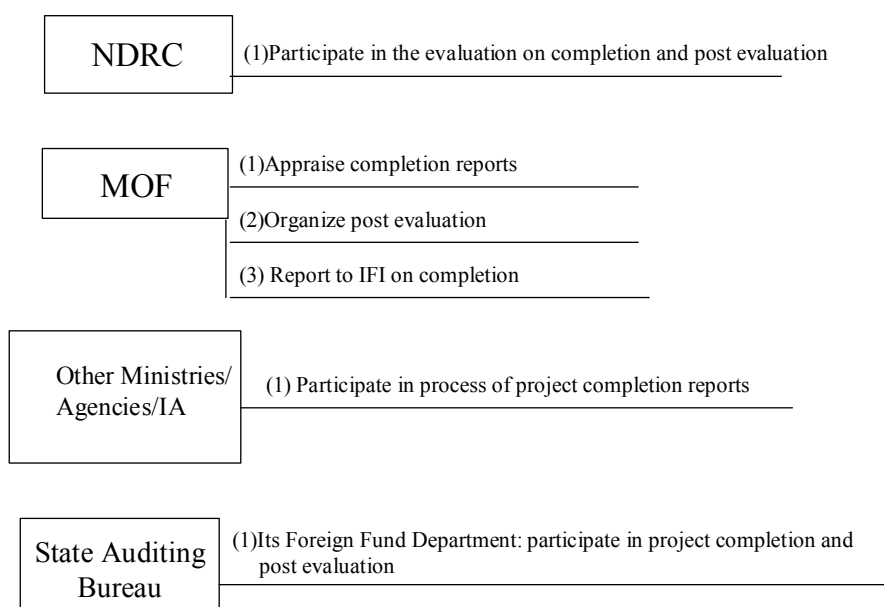 NDRC
(1)Participate in the evaluation on completion and post evaluation
MOF
(1)Appraise completion reports
(2)Organize post evaluation
(3) Report to IFI on completion
Other Ministries/
Agencies/IA
(1) Participate in process of project completion reports
State Auditing
Bureau
(1)Its Foreign Fund Department: participate in project completion and
post evaluation